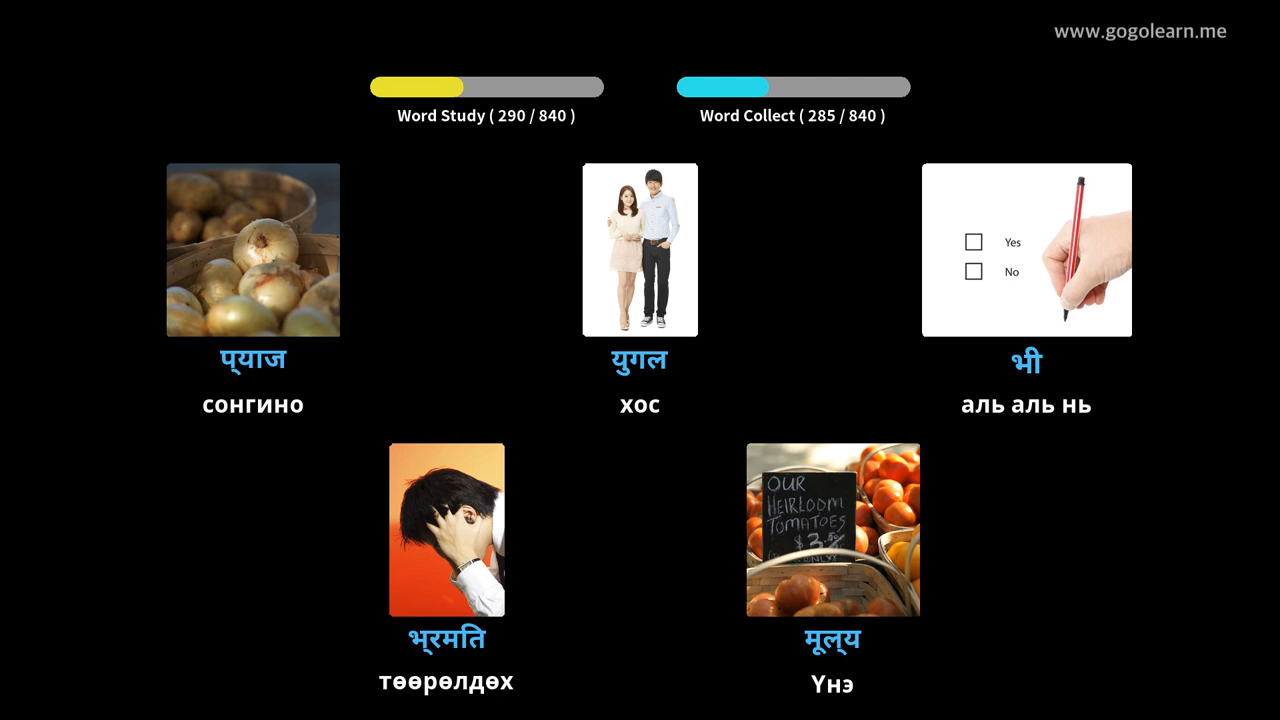 www.gogolearn.me
Word Study ( 290 / 840 )
Word Collect ( 285 / 840 )
Yes
No
प्याज
युगल
भी
сонгино
хос
аль аль нь
OUR
HEIRLOOM
TOMATOES
भ्रमति
मूल्य
төөрөлдөх
Үнэ